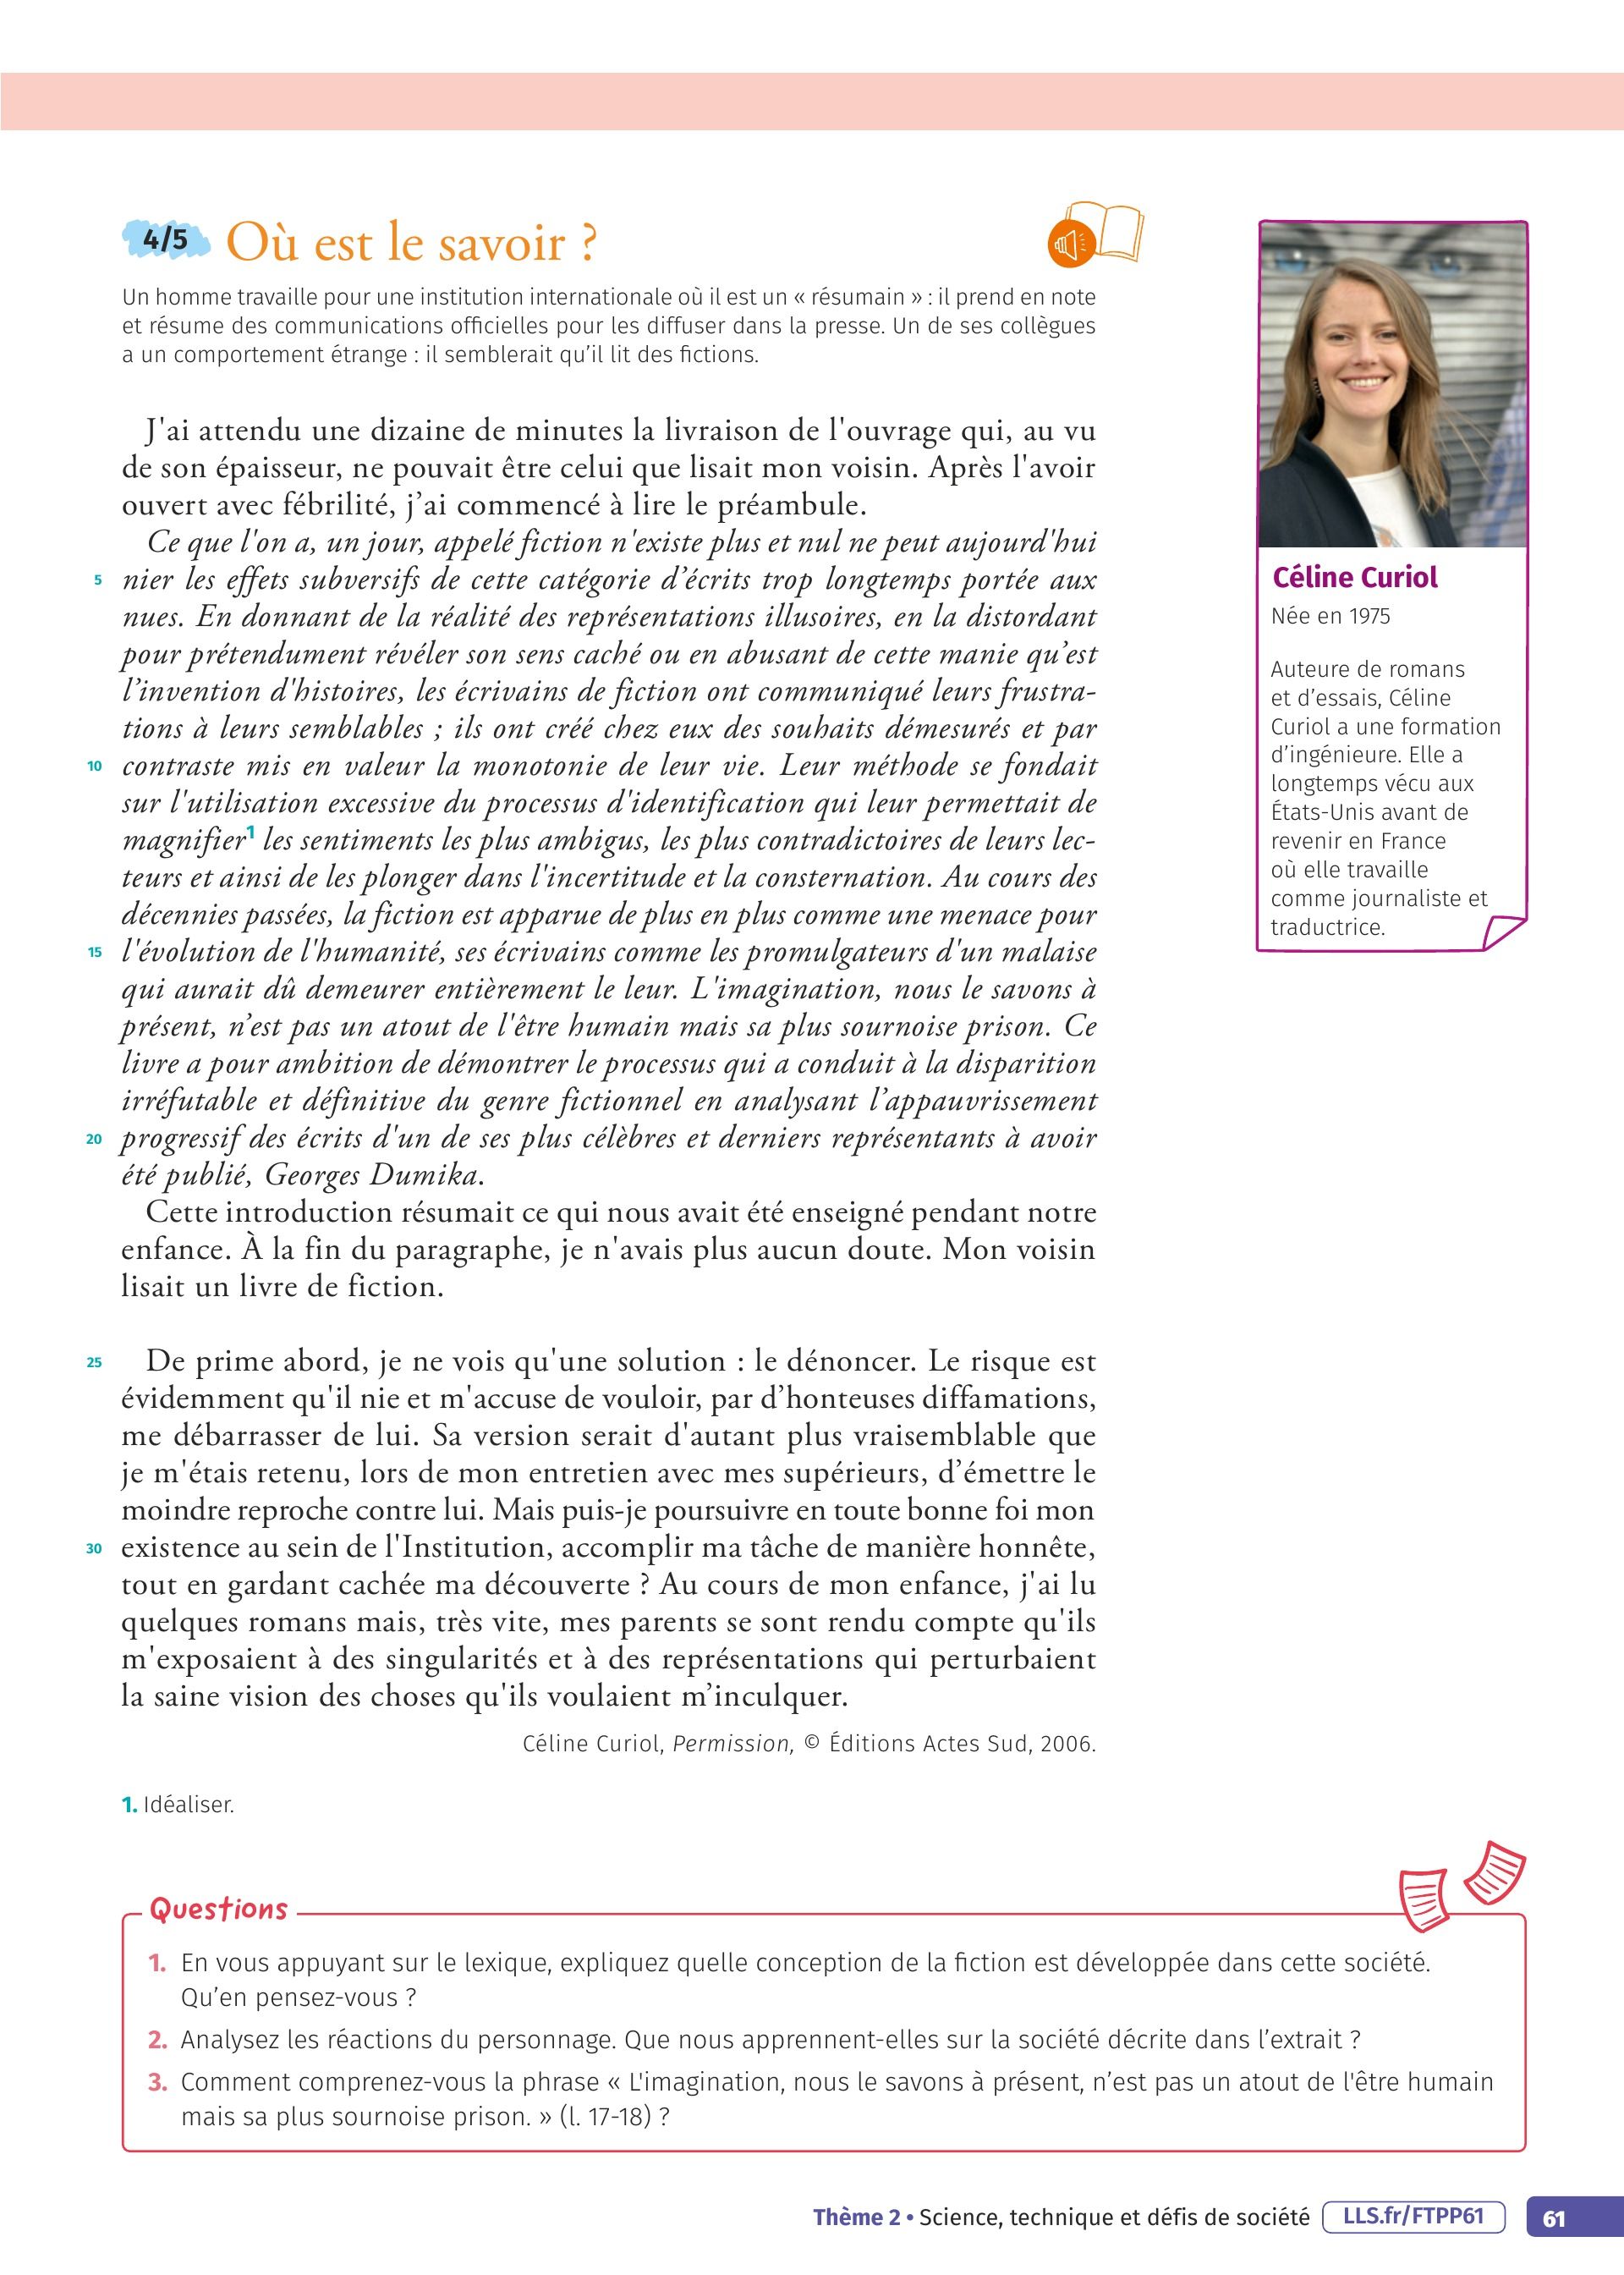 4/5 Où est le savoir ?
Un homme travaille pour une institution internationale où il est un « résumain » : il prend en note
et résume des communications officielles pour les diffuser dans la presse. Un de ses collègues
a un comportement étrange : il semblerait qu’il lit des fictions.
J'ai attendu une dizaine de minutes la livraison de l'ouvrage qui, au vu
de son épaisseur, ne pouvait être celui que lisait mon voisin. Après l'avoir
ouvert avec fébrilité, j’ai commencé à lire le préambule.
Ce que l'on a, un jour, appelé fiction n'existe plus et nul ne peut aujourd'hui
5 nier les effets subversifs de cette catégorie d’écrits trop longtemps portée aux
nues. En donnant de la réalité des représentations illusoires, en la distordant
pour prétendument révéler son sens caché ou en abusant de cette manie qu’est
l’invention d'histoires, les écrivains de fiction ont communiqué leurs frustra-
tions à leurs semblables ; ils ont créé chez eux des souhaits démesurés et par
10 contraste mis en valeur la monotonie de leur vie. Leur méthode se fondait
sur l'utilisation excessive du processus d'identification qui leur permettait de
magnifier1 les sentiments les plus ambigus, les plus contradictoires de leurs lec-
teurs et ainsi de les plonger dans l'incertitude et la consternation. Au cours des
décennies passées, la fiction est apparue de plus en plus comme une menace pour
15 l'évolution de l'humanité, ses écrivains comme les promulgateurs d'un malaise
qui aurait dû demeurer entièrement le leur. L'imagination, nous le savons à
présent, n’est pas un atout de l'être humain mais sa plus sournoise prison. Ce
livre a pour ambition de démontrer le processus qui a conduit à la disparition
irréfutable et définitive du genre fictionnel en analysant l’appauvrissement
20 progressif des écrits d'un de ses plus célèbres et derniers représentants à avoir
été publié, Georges Dumika.
Cette introduction résumait ce qui nous avait été enseigné pendant notre
enfance. À la fin du paragraphe, je n'avais plus aucun doute. Mon voisin
lisait un livre de fiction.
25 De prime abord, je ne vois qu'une solution : le dénoncer. Le risque est
évidemment qu'il nie et m'accuse de vouloir, par d’honteuses diffamations,
me débarrasser de lui. Sa version serait d'autant plus vraisemblable que
je m'étais retenu, lors de mon entretien avec mes supérieurs, d’émettre le
moindre reproche contre lui. Mais puis-je poursuivre en toute bonne foi mon
30 existence au sein de l'Institution, accomplir ma tâche de manière honnête,
tout en gardant cachée ma découverte ? Au cours de mon enfance, j'ai lu
quelques romans mais, très vite, mes parents se sont rendu compte qu'ils
m'exposaient à des singularités et à des représentations qui perturbaient
la saine vision des choses qu'ils voulaient m’inculquer.
Céline Curiol, Permission, © Éditions Actes Sud, 2006.
1. Idéaliser.
Céline Curiol
Née en 1975
Auteure de romans
et d’essais, Céline
Curiol a une formation
d’ingénieure. Elle a
longtemps vécu aux
États-Unis avant de
revenir en France
où elle travaille
comme journaliste et
traductrice.
Questions
1. En vous appuyant sur le lexique, expliquez quelle conception de la fiction est développée dans cette société.
Qu’en pensez-vous ?
2. Analysez les réactions du personnage. Que nous apprennent-elles sur la société décrite dans l’extrait ?
3. Comment comprenez-vous la phrase « L'imagination, nous le savons à présent, n’est pas un atout de l'être humain
mais sa plus sournoise prison. » (l. 17-18) ?
Thème 2 • Science, technique et défis de société LLS.fr/FTPP61 61